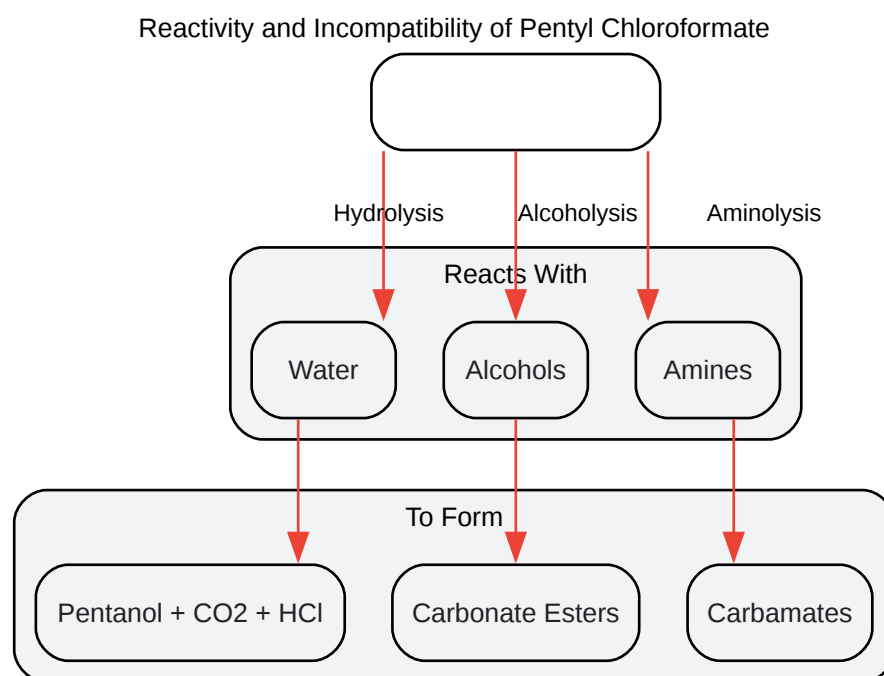 Reactivity and Incompatibility of Pentyl Chloroformate
Hydrolysis
Alcoholysis
Aminolysis
Reacts With
Water
Alcohols
Amines
To Form
Pentanol + CO2 + HCl
Carbonate Esters
Carbamates